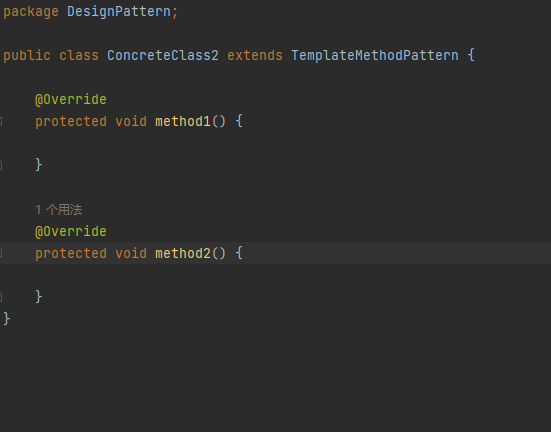 package DesignPattern;
public class ConcreteClass2 extends TemplateMethodPattern {
@Override
protected void method1() {
}
1 个用法
@Override
protected void method2() {
}
}